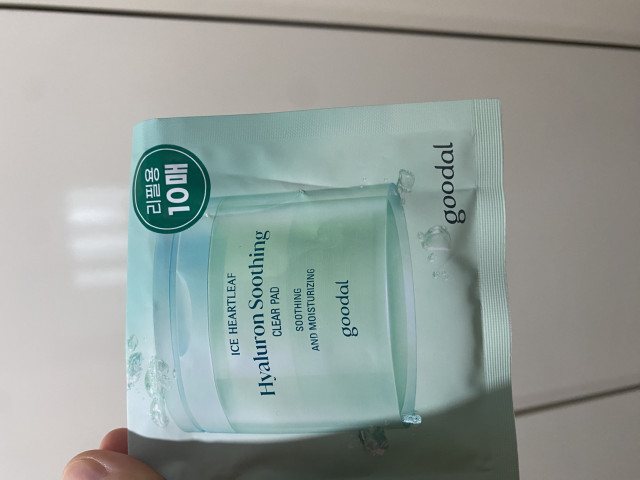 리필용
10매
ICE HEARTLEAF
Hyaluron Soothing
CLEAR PAD
SOOTHING
AND MOISTURIZING
goodal
goodal